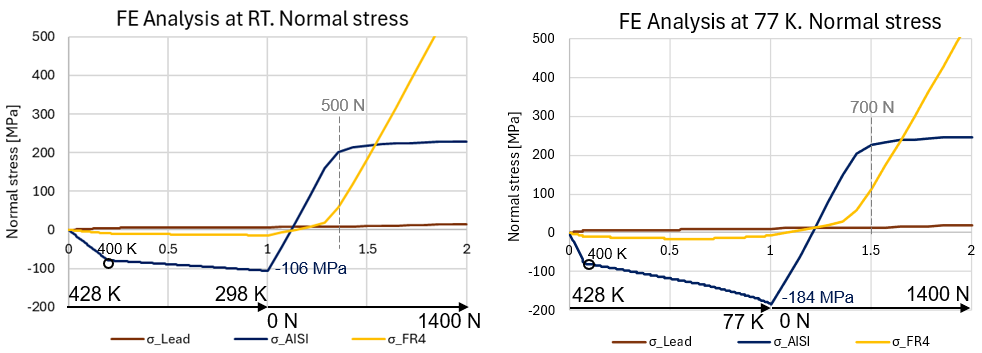 FE Analysis at RT. Normal stress
500
400
300
200
100
0
-100
-200
Normal stress [MPa]
500 N
0
0.5
1
1.5
2
400 K
-106 MPa
428 K
298 K
0 N
1400 N
σ_Lead
σ_AISI
σ_FR4
FE Analysis at 77 K. Normal stress
500
400
300
200
100
0
-100
-200
Normal stress [MPa]
700 N
0
0.5
1
1.5
2
400 K
-184 MPa
428 K
1400 N
77 K
0 N
σ_Lead
σ_AISI
σ_FR4